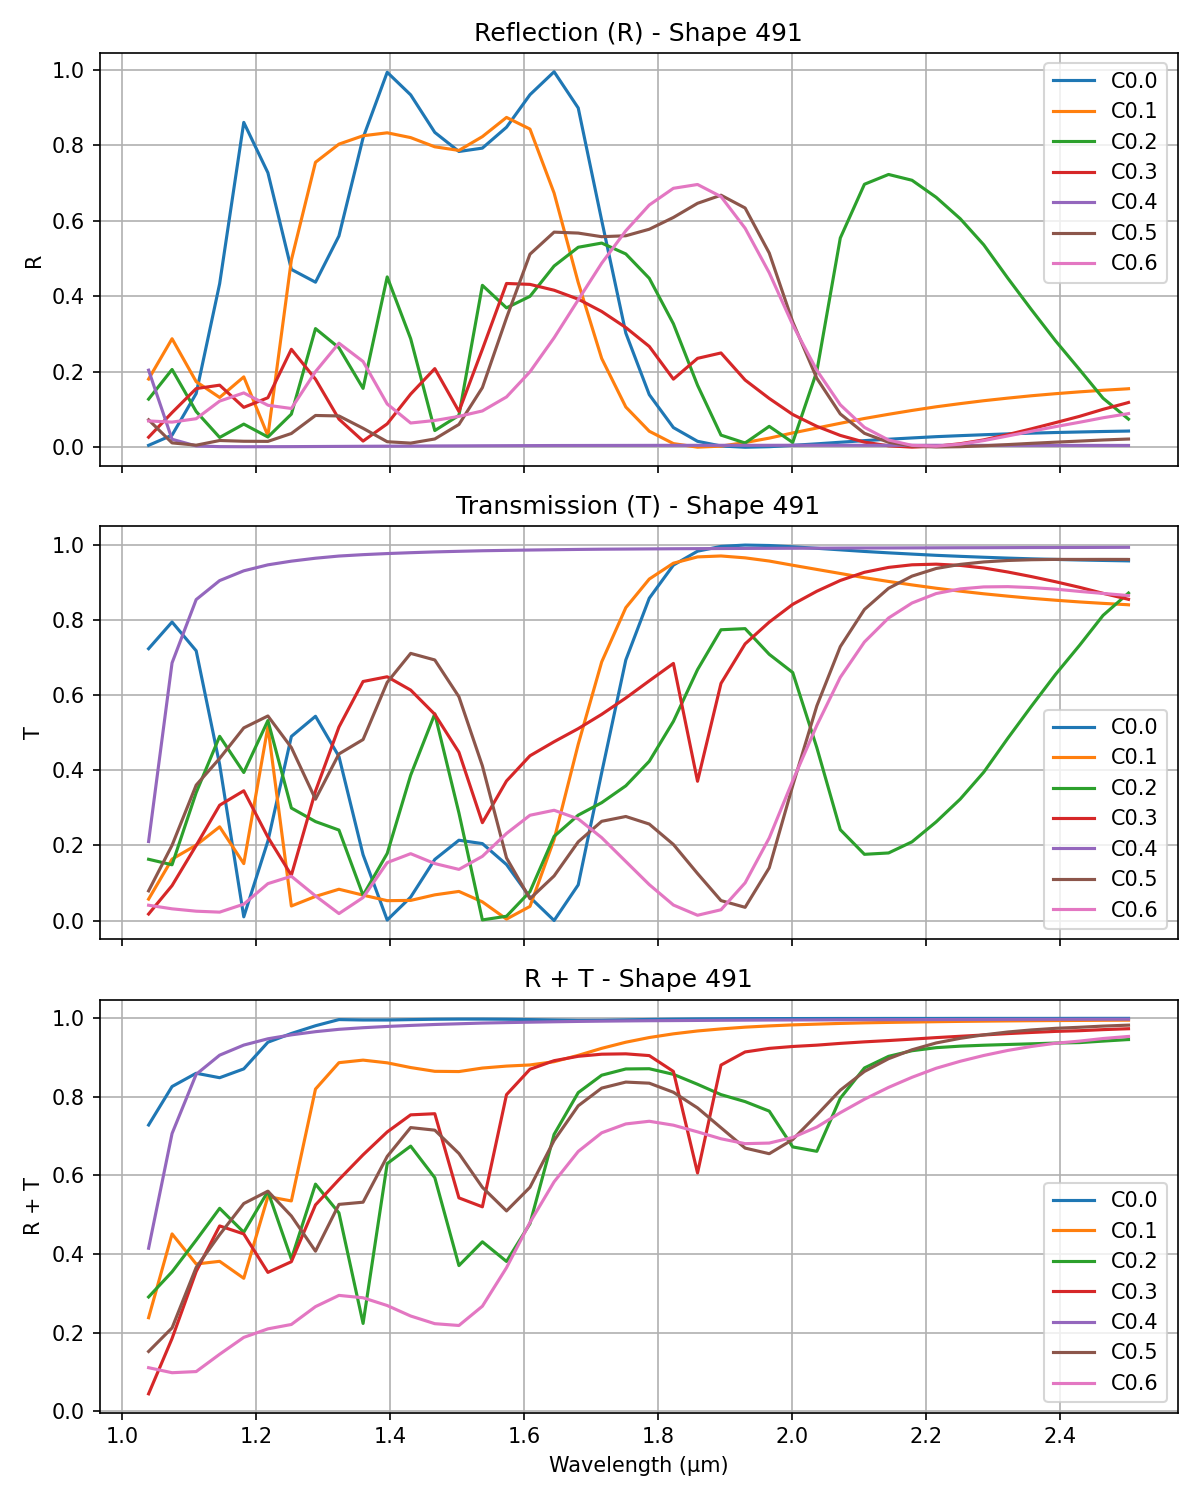 Reflection (R) - Shape 491
1.0
0.8
0.6
0.4
0.2
0.0
R
C0.0
C0.1
C0.2
C0.3
C0.4
C0.5
C0.6
Transmission (T) - Shape 491
1.0
0.8
0.6
0.4
0.2
0.0
T
C0.0
C0.1
C0.2
C0.3
C0.4
C0.5
C0.6
R + T - Shape 491
1.0
0.8
0.6
0.4
0.2
0.0
R + T
C0.0
C0.1
C0.2
C0.3
C0.4
C0.5
C0.6
1.0 1.2 1.4 1.6 1.8 2.0 2.2 2.4
Wavelength (μm)